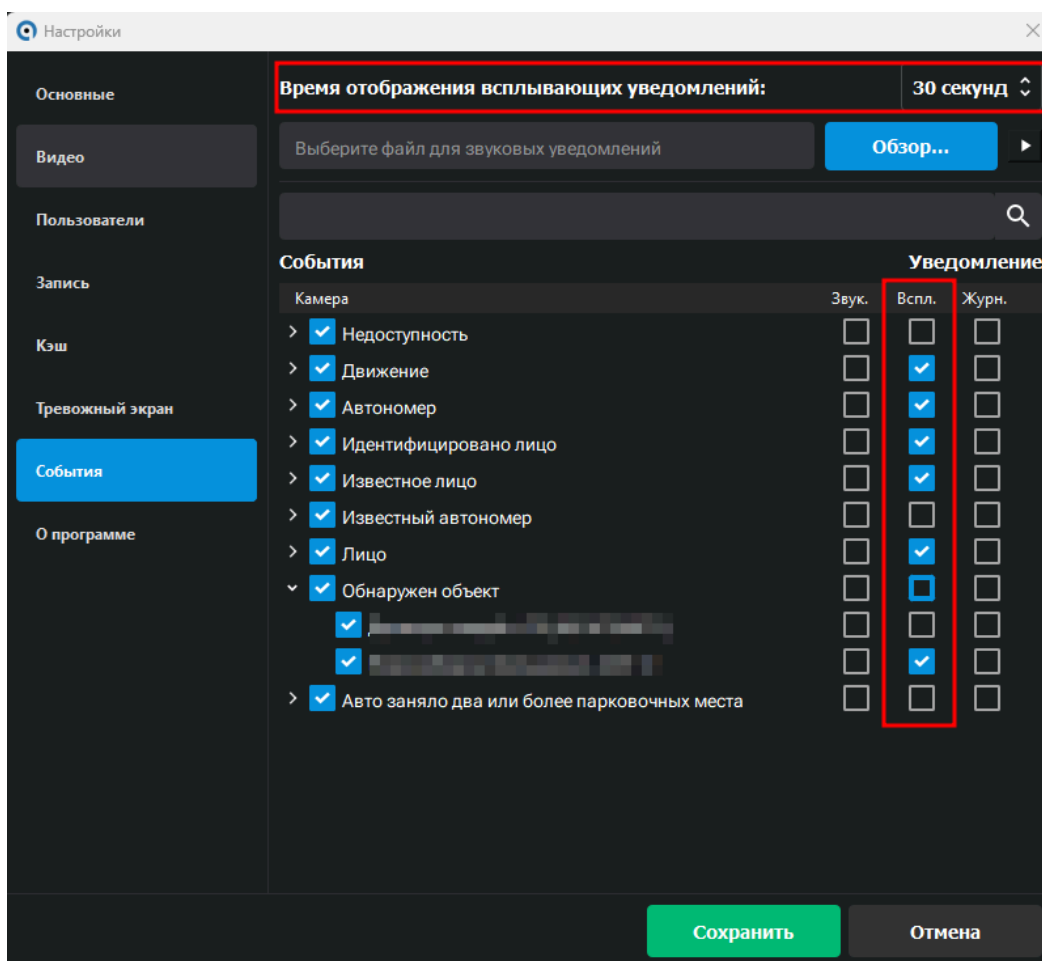 Настройки
Основные
Видео
Пользователи
Запись
Кэш
Тревожный экран
События
О программе
Время отображения всплывающих уведомлений: 30 секунд
Выберите файл для звуковых уведомлений Обзор...
События Уведомление
Камера Звук. Вспл. Журн.
Недоступность
Движение
Автономер
Идентифицировано лицо
Известное лицо
Известный автономер
Лицо
Обнаружен объект
Авто заняло два или более парковочных места
Сохранить Отмена